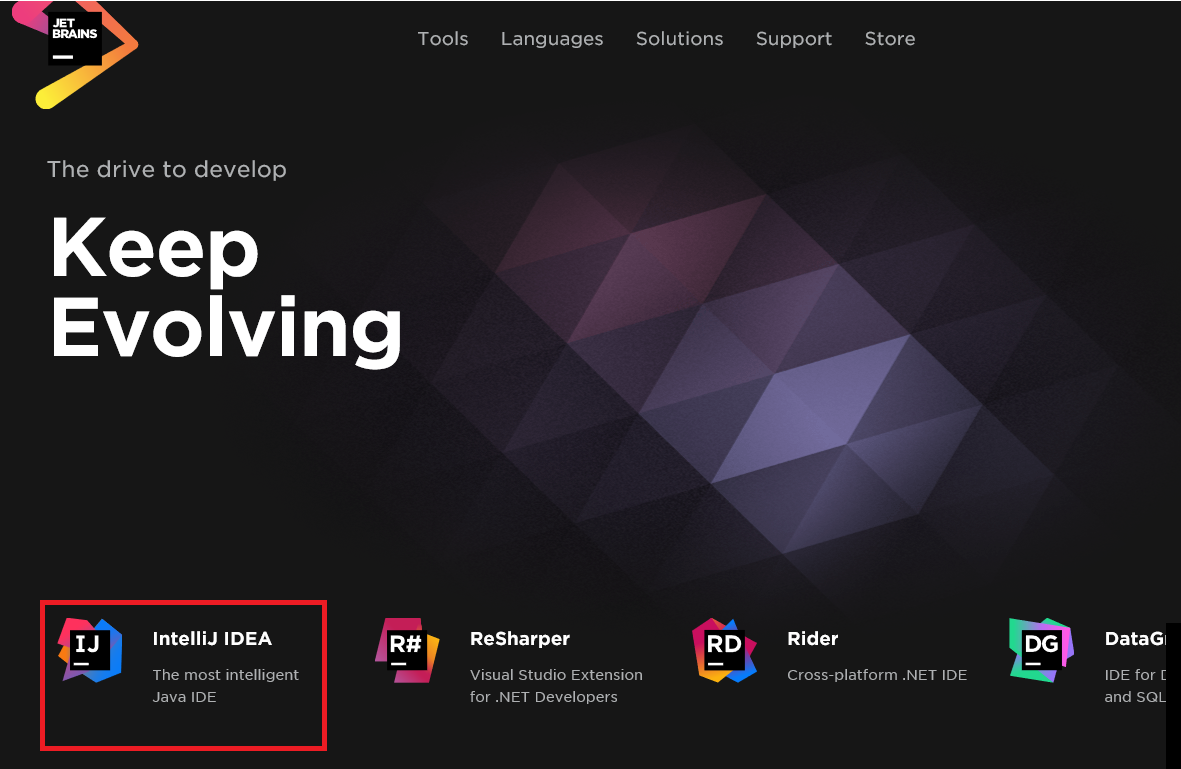 JET
BRAINS
Tools Languages Solutions Support Store
The drive to develop
Keep
Evolving
IJ
IntelliJ IDEA
The most intelligent
Java IDE
R#
ReSharper
Visual Studio Extension
for .NET Developers
RD
Rider
Cross-platform .NET IDE
DG
DataGr
IDE for D
and SQL